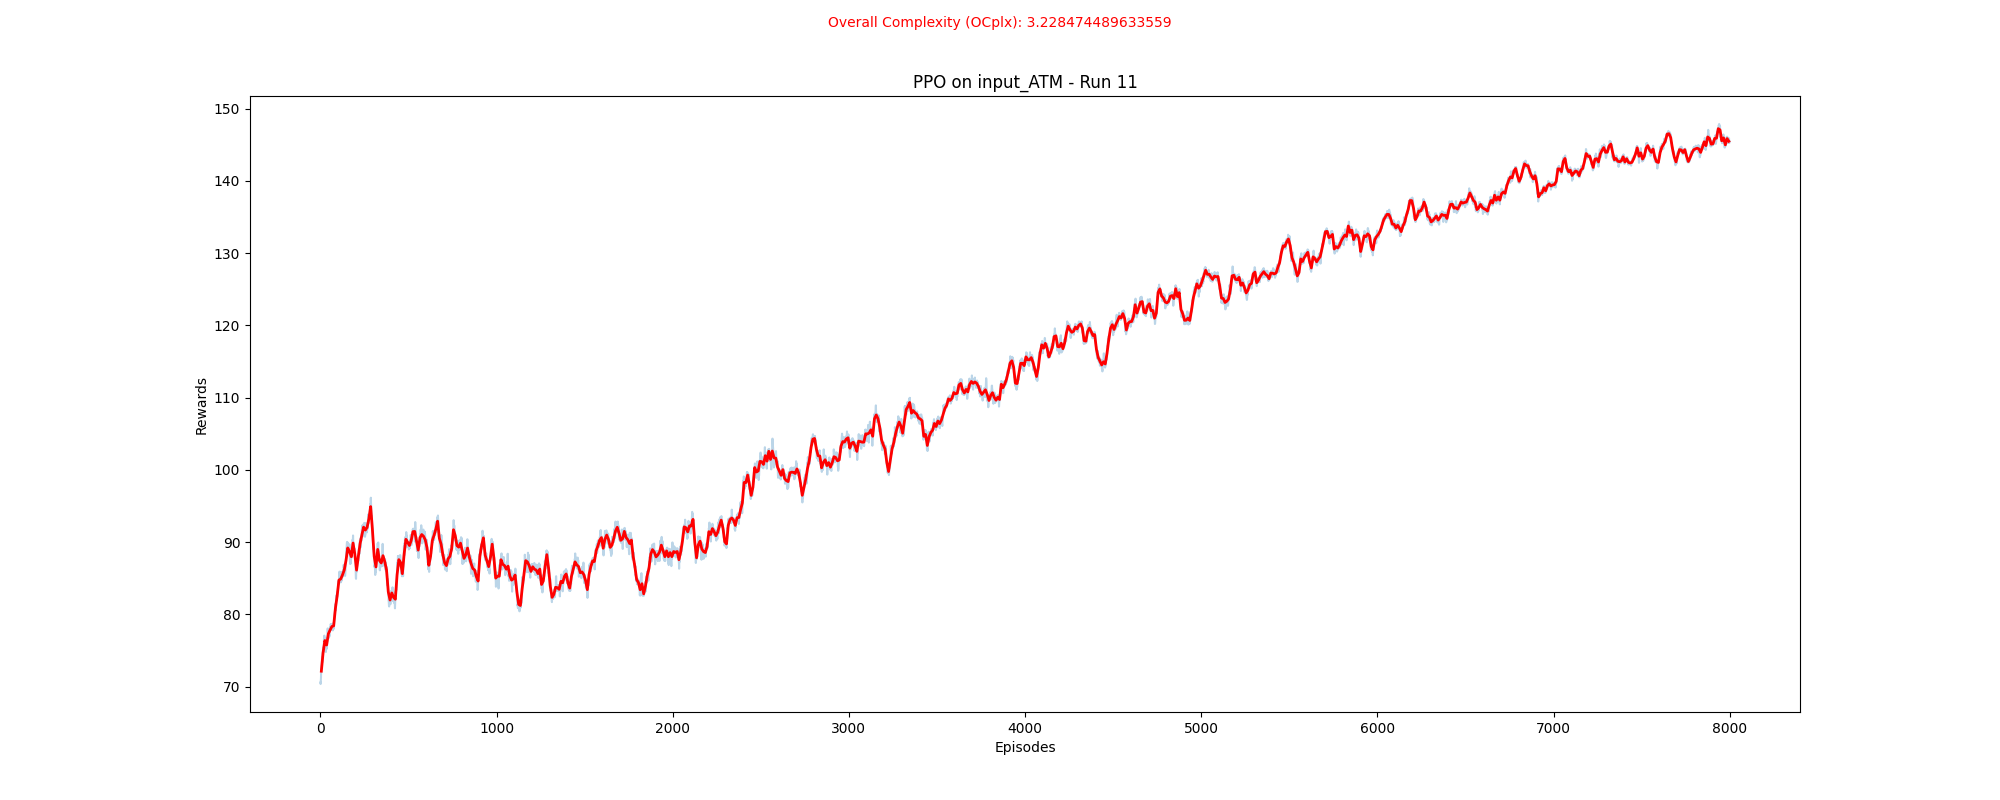 Overall Complexity (OCplx): 3.228474489633559
PPO on input_ATM - Run 11
150
140
130
120
110
100
90
80
70
Rewards
0 1000 2000 3000 4000 5000 6000 7000 8000
Episodes